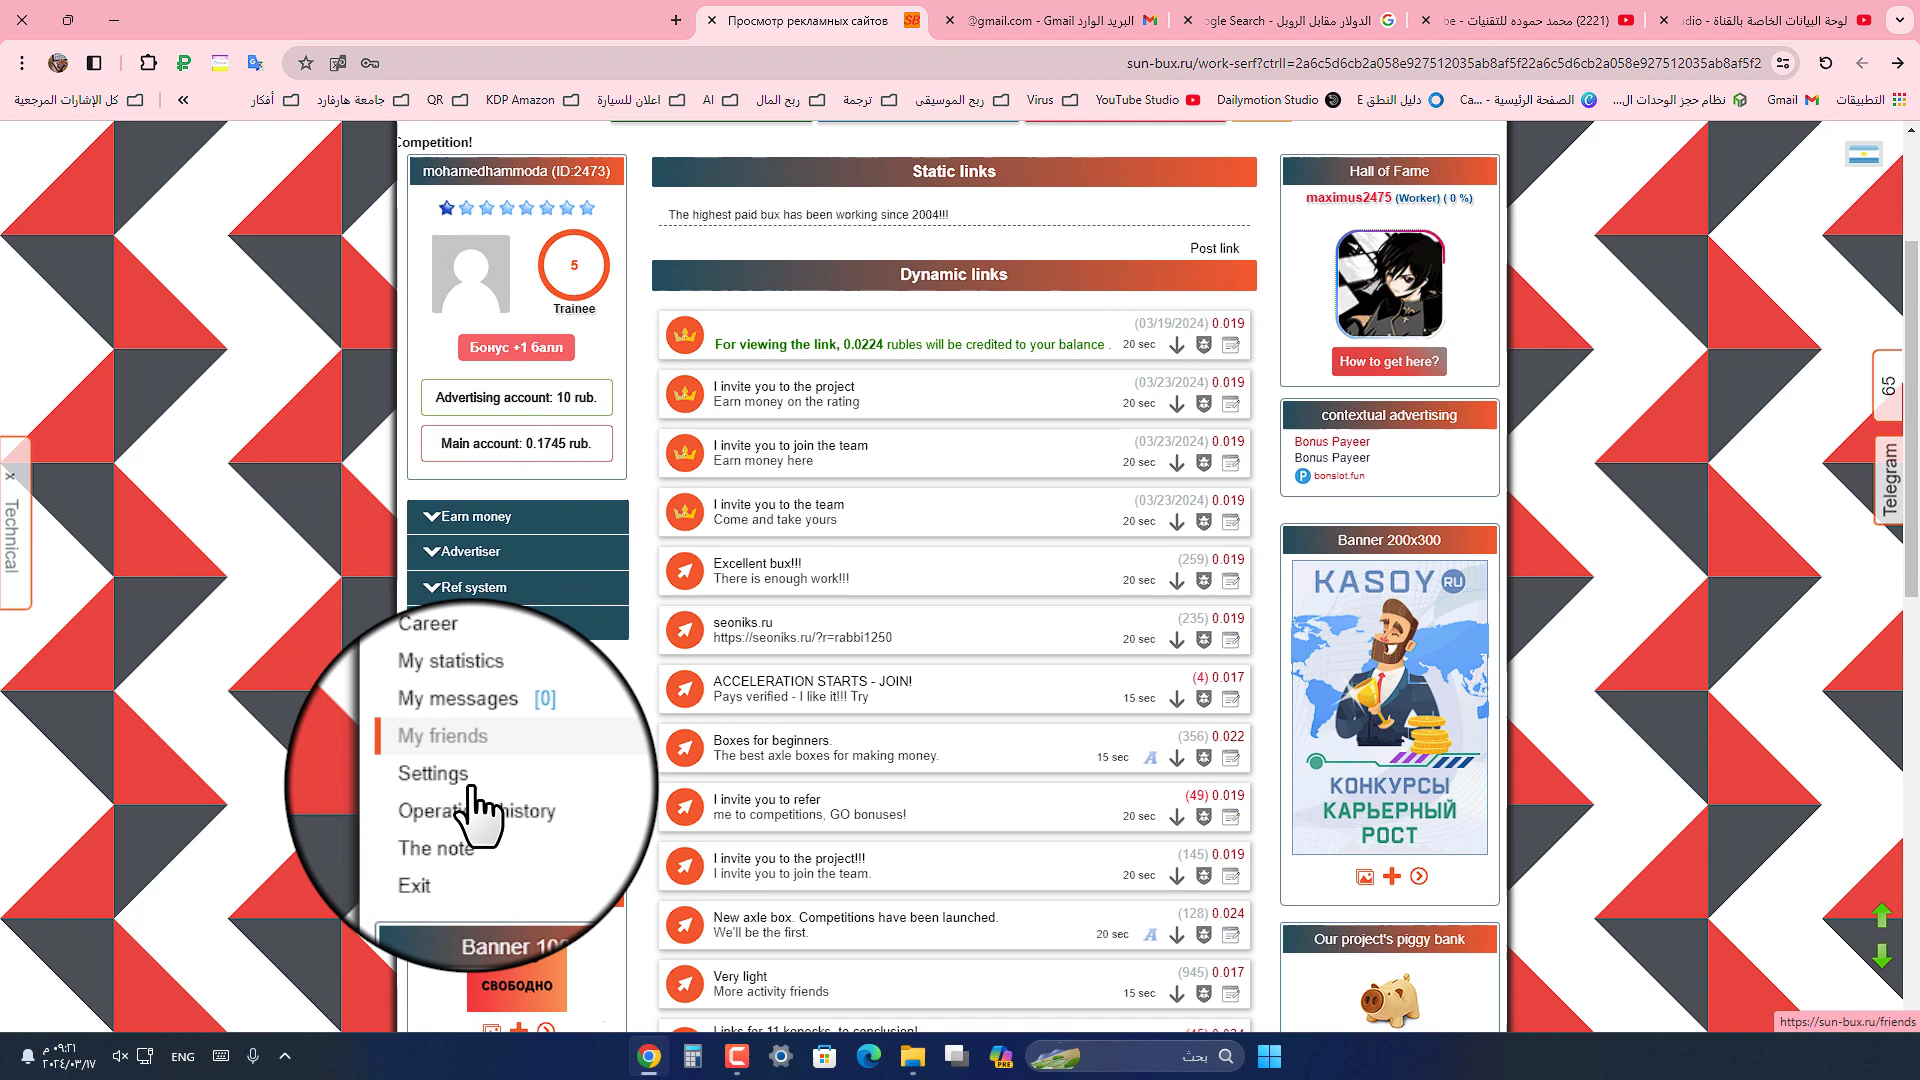 Просмотр рекламных сайтов
@gmail.com - Gmail البريد الوارد
الدولار مقابل الروبل - gle Search
(2221) محمد حموده للتقنيات - be
لوحة البيانات الخاصة بالقناة - dio
sun-bux.ru/work-serf?ctrll=2a6c5d6cb2a058e927512035ab8af5f22a6c5d6cb2a058e927512035ab8af5f2
كل الإشارات المرجعية
أفكار
جامعة هارفارد
QR
KDP Amazon
اعلان للسيارة
AI
ربح المال
ترجمة
ربح الموسيقى
Virus
YouTube Studio
Dailymotion Studio
دليل النطق E
الصفحة الرئيسية - Ca...
نظام حجز الوحدات ال...
Gmail
التطبيقات
Competition!
mohamedhammoda (ID:2473)
5
Trainee
Бонус +1 балл
Advertising account: 10 rub.
Main account: 0.1745 rub.
Earn money
Advertiser
Ref system
Career
My statistics
My messages [0]
My friends
Settings
The note
Exit
СВОБОДНО
x Technical
Static links
The highest paid bux has been working since 2004!!!
Post link
Dynamic links
(03/19/2024) 0.019
For viewing the link, 0.0224 rubles will be credited to your balance . 20 sec
I invite you to the project (03/23/2024) 0.019
Earn money on the rating 20 sec
I invite you to join the team (03/23/2024) 0.019
Earn money here 20 sec
I invite you to the team (03/23/2024) 0.019
Come and take yours 20 sec
Excellent bux!!! (259) 0.019
There is enough work!!! 20 sec
seoniks.ru (235) 0.019
https://seoniks.ru/?r=rabbi1250 20 sec
ACCELERATION STARTS - JOIN! (4) 0.017
Pays verified - I like it!!! Try 15 sec
Boxes for beginners. (356) 0.022
The best axle boxes for making money. 15 sec
I invite you to refer (49) 0.019
me to competitions, GO bonuses! 20 sec
I invite you to the project!!! (145) 0.019
I invite you to join the team. 20 sec
New axle box. Competitions have been launched. (128) 0.024
We'll be the first. 20 sec
Very light (945) 0.017
More activity friends 15 sec
Hall of Fame
maximus2475 (Worker) ( 0 %)
How to get here?
contextual advertising
Bonus Payeer
Bonus Payeer
bonslot.fun
Banner 200x300
KASOY RU
КОНКУРСЫ
КАРЬЕРНЫЙ
РОСТ
Our project's piggy bank
65
Telegram
https://sun-bux.ru/friends
٠٩:٢١ م
٢٠٢٤/٠٣/١٧
ENG
PRE
بحث